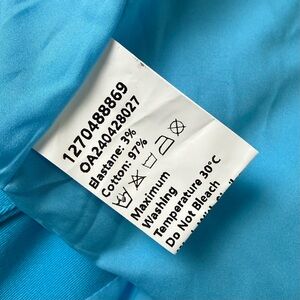 1270488869
OA240428027
Elastane: 3%
Cotton: 97%
Maximum
Washing
Temperature 30°C
Do Not Bleach